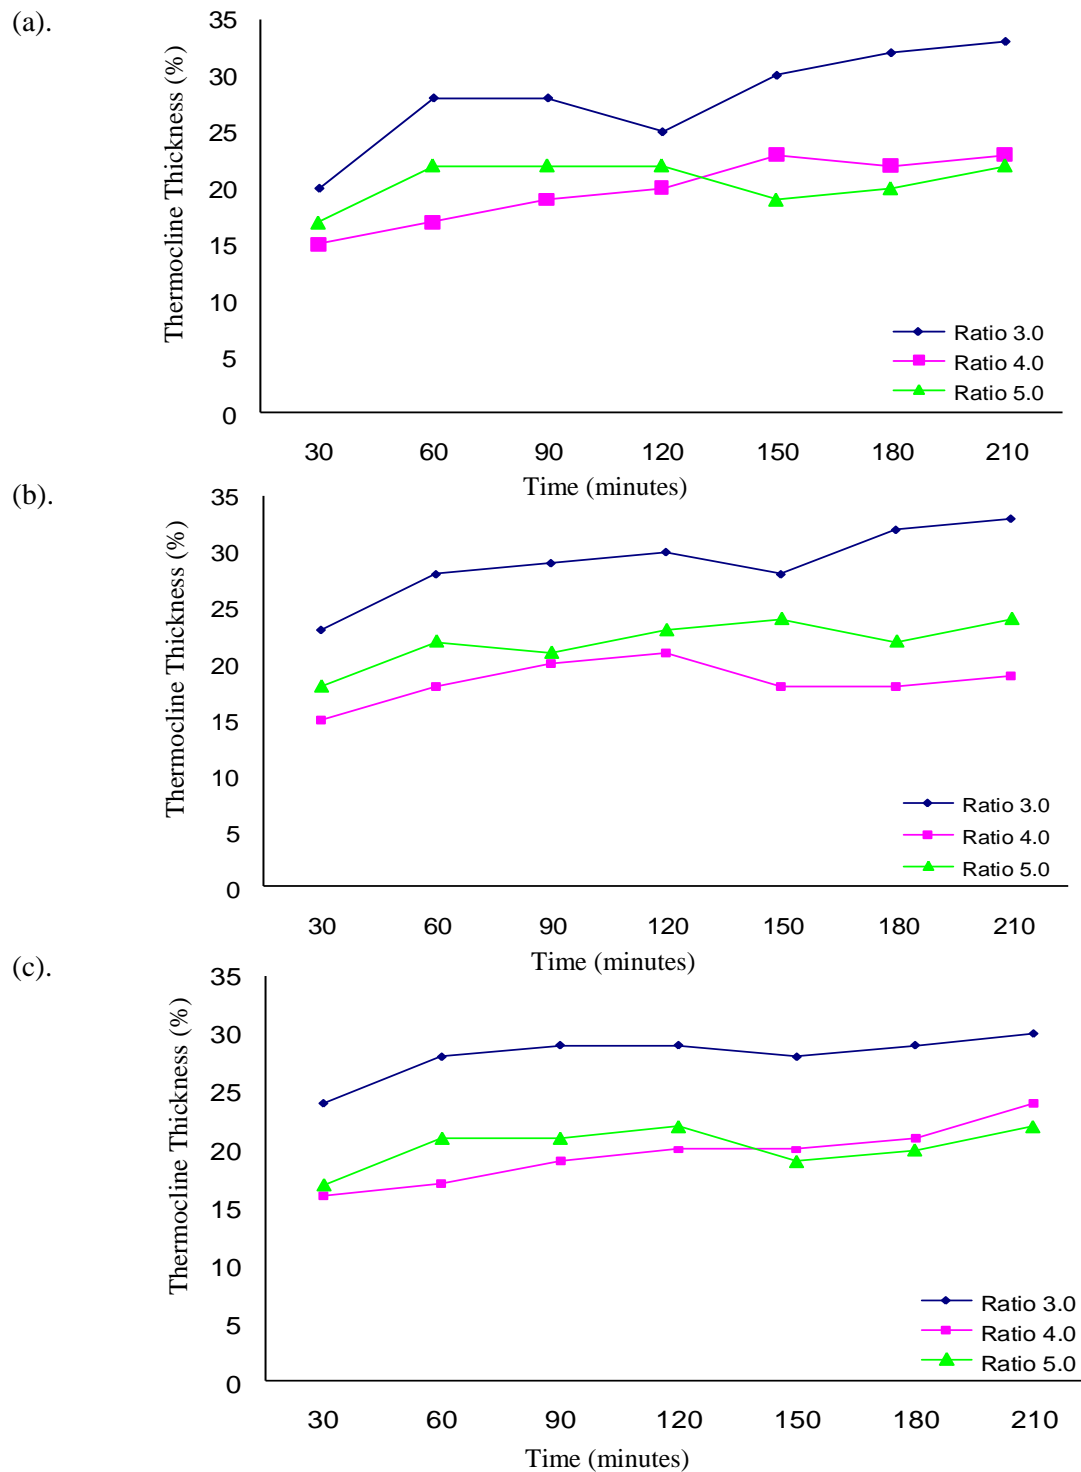 (a).
Thermocline Thickness (%)
35
30
25
20
15
10
5
0
Ratio 3.0
Ratio 4.0
Ratio 5.0
30 60 90 120 150 180 210
Time (minutes)
(b).
Thermocline Thickness (%)
35
30
25
20
15
10
5
0
Ratio 3.0
Ratio 4.0
Ratio 5.0
30 60 90 120 150 180 210
Time (minutes)
(c).
Thermocline Thickness (%)
35
30
25
20
15
10
5
0
Ratio 3.0
Ratio 4.0
Ratio 5.0
30 60 90 120 150 180 210
Time (minutes)